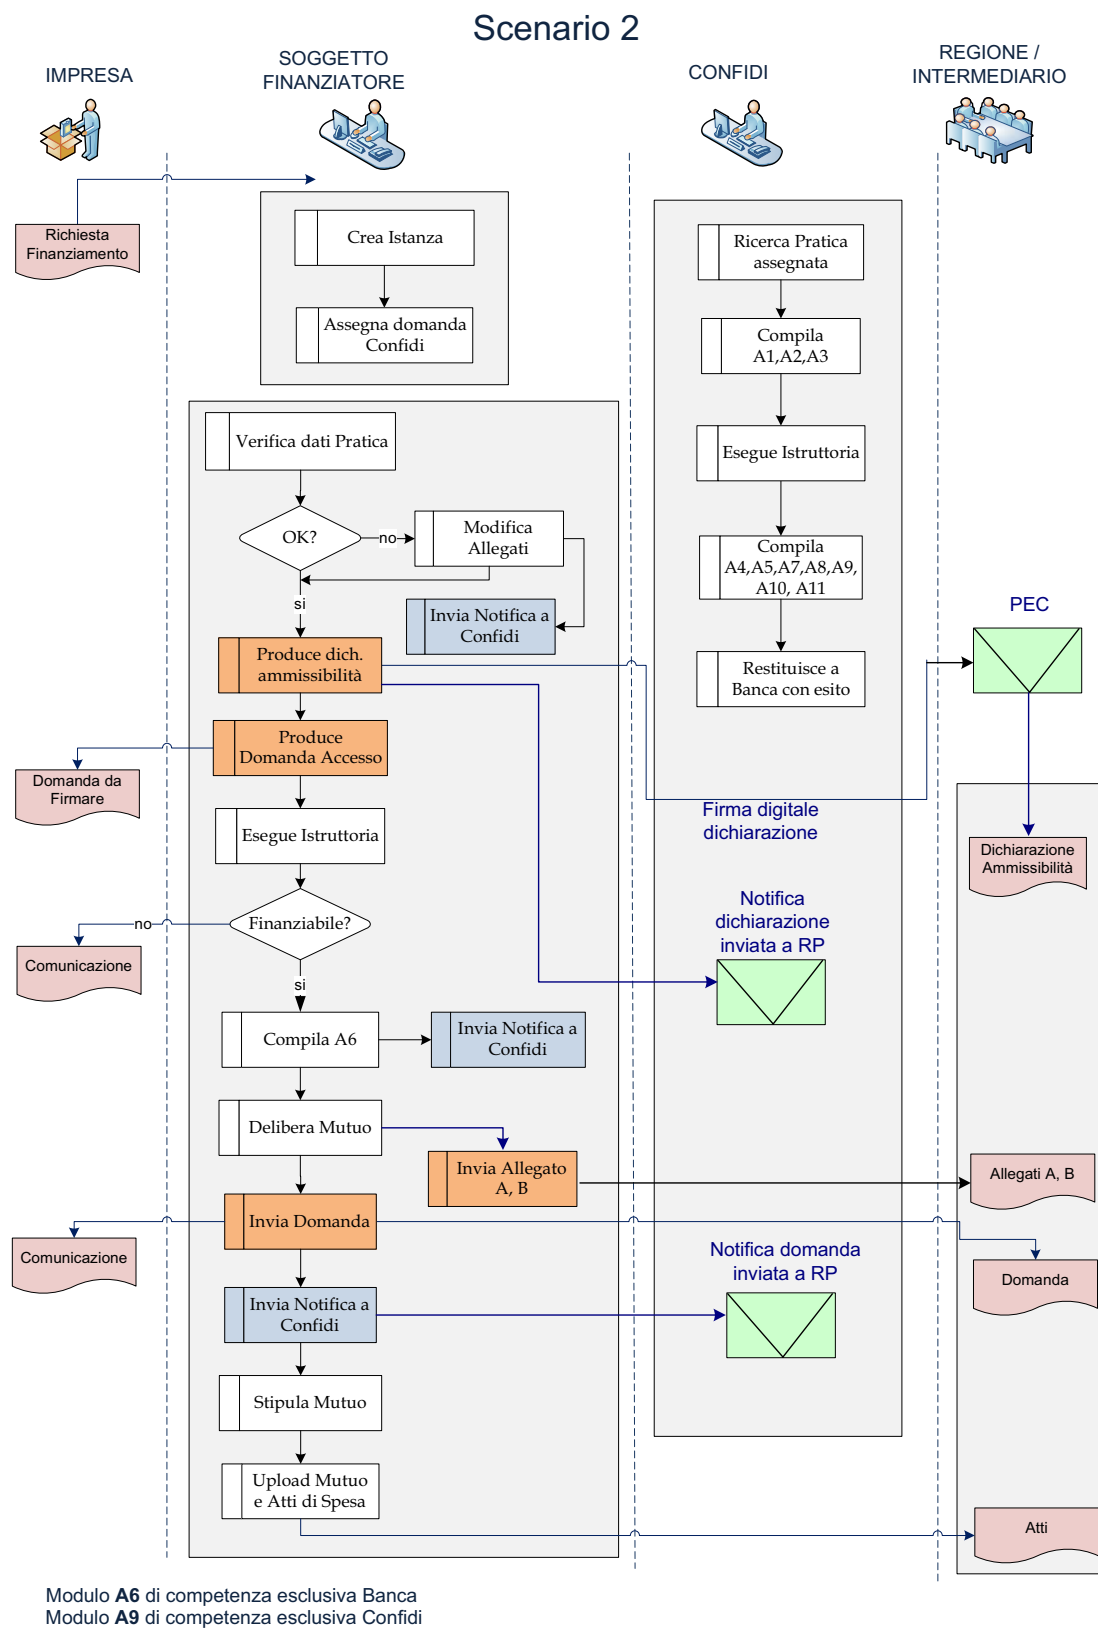 Scenario 2
IMPRESA
SOGGETTO
FINANZIATORE
CONFIDI
REGIONE /
INTERMEDIARIO
Richiesta
Finanziamento
Crea Istanza
Assegna domanda
Confidi
Ricerca Pratica
assegnata
Compila
A1,A2,A3
Esegue Istruttoria
Compila
A4,A5,A7,A8,A9,
A10, A11
Restituisce a
Banca con esito
Verifica dati Pratica
OK?
no
Modifica
Allegati
si
Invia Notifica a
Confidi
Produce dich.
ammissibilità
PEC
Produce
Domanda Accesso
Domanda da
Firmare
Firma digitale
dichiarazione
Esegue Istruttoria
Dichiarazione
Ammissibilità
Finanziabile?
no
Comunicazione
Notifica
dichiarazione
inviata a RP
si
Compila A6
Invia Notifica a
Confidi
Delibera Mutuo
Invia Allegato
A, B
Allegati A, B
Invia Domanda
Comunicazione
Domanda
Notifica domanda
inviata a RP
Invia Notifica a
Confidi
Stipula Mutuo
Upload Mutuo
e Atti di Spesa
Atti
Modulo A6 di competenza esclusiva Banca
Modulo A9 di competenza esclusiva Confidi